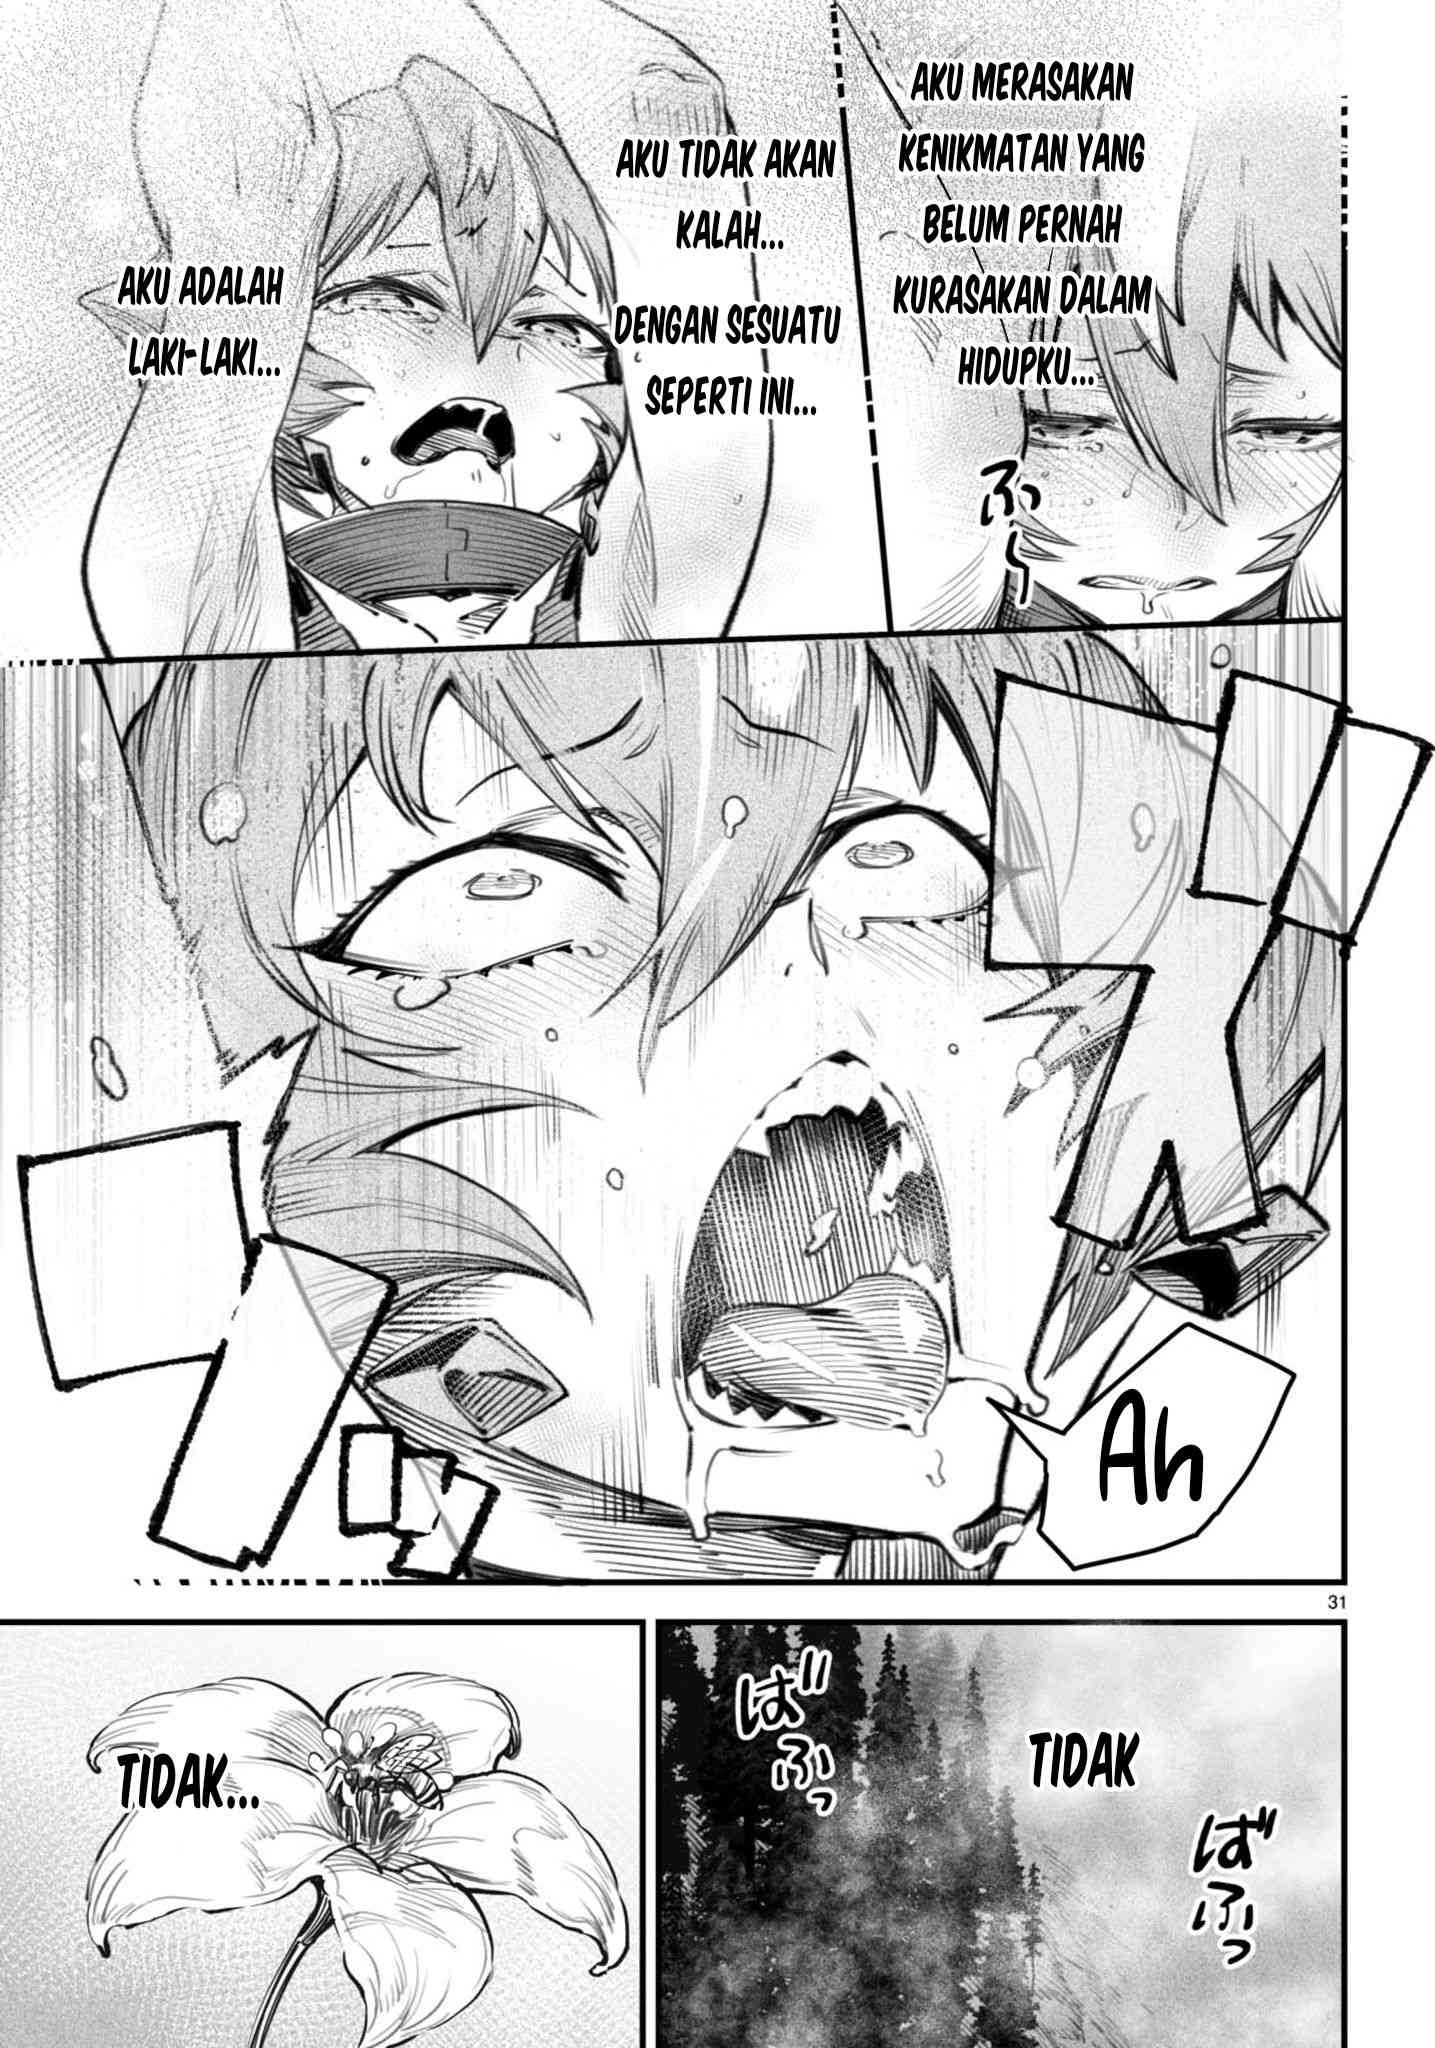 AKU MERASAKAN
KENIKMATAN YANG
BELUM PERNAH
KURASAKAN DALAM
HIDUPKU...
ふっ～
AKU TIDAK AKAN
KALAH...
DENGAN SESUATU
SEPERTI INI...
AKU ADALAH
LAKI-LAKI...
Ah
31
TIDAK
ばふっ
ばふっ
TIDAK...